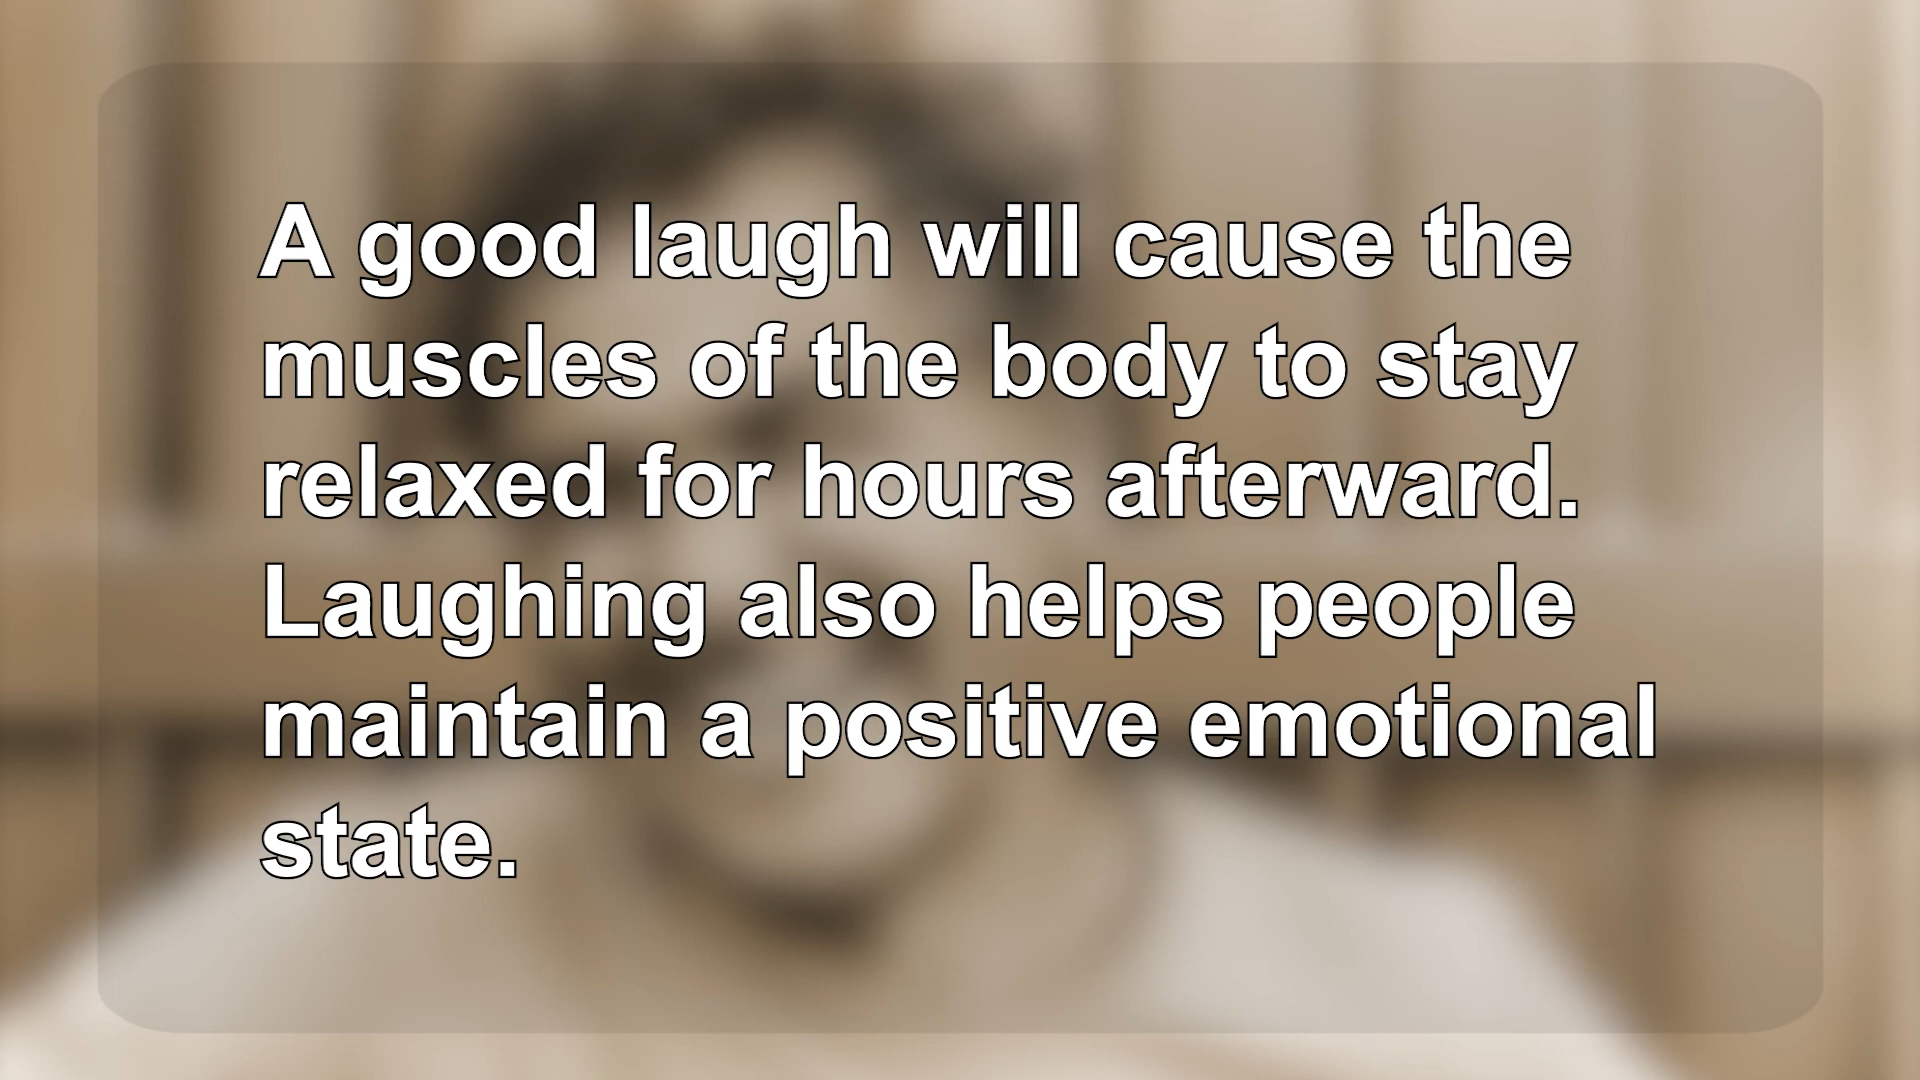 A good laugh will cause the
muscles of the body to stay
relaxed for hours afterward.
Laughing also helps people
maintain a positive emotional
state.